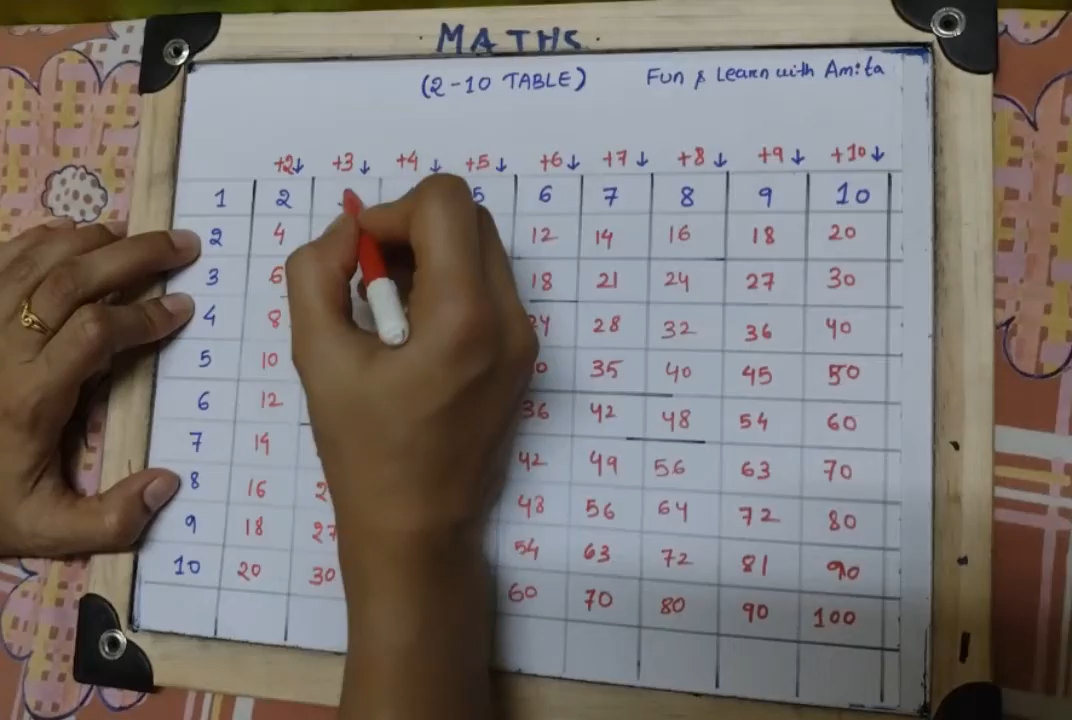 MATHS
(2-10 TABLE) Fun & Learn with Amita
+2↓ +3↓ +4↓ +5↓ +6↓ +7↓ +8↓ +9↓ +10↓
1 2 5 6 7 8 9 10
2 4 12 14 16 18 20
3 6 18 21 24 27 30
4 8 24 28 32 36 40
5 10 35 40 45 50
6 12 36 42 48 54 60
7 14 42 49 56 63 70
8 16 48 56 64 72 80
9 18 27 54 63 72 81 90
10 20 30 60 70 80 90 100